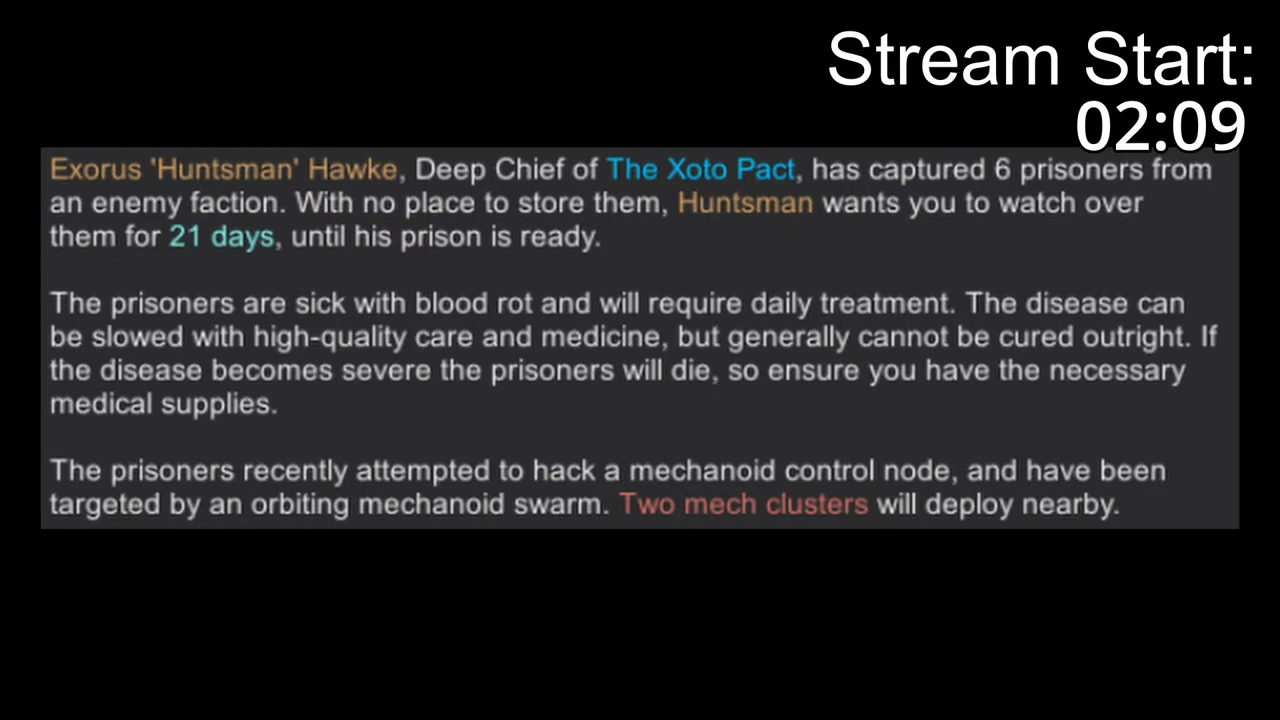 Stream Start:
02:09
Exorus 'Huntsman' Hawke, Deep Chief of The Xoto Pact, has captured 6 prisoners from
an enemy faction. With no place to store them, Huntsman wants you to watch over
them for 21 days, until his prison is ready.
The prisoners are sick with blood rot and will require daily treatment. The disease can
be slowed with high-quality care and medicine, but generally cannot be cured outright. If
the disease becomes severe the prisoners will die, so ensure you have the necessary
medical supplies.
The prisoners recently attempted to hack a mechanoid control node, and have been
targeted by an orbiting mechanoid swarm. Two mech clusters will deploy nearby.